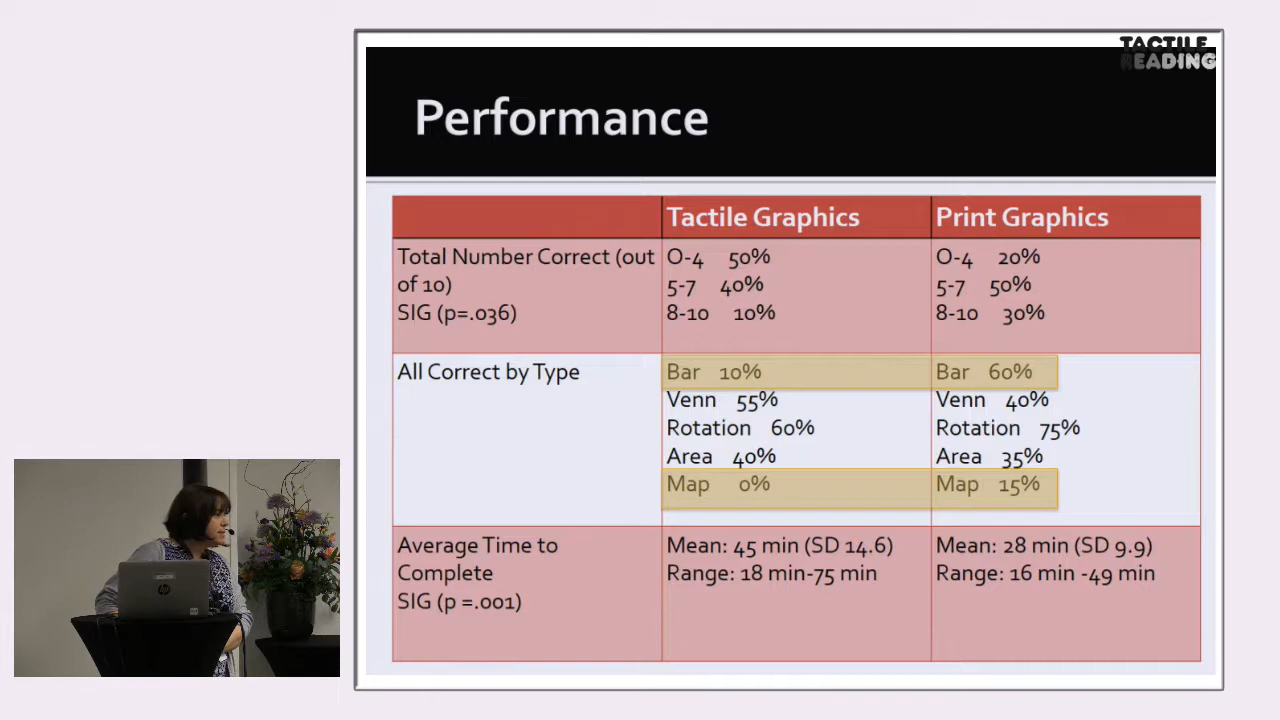 TACTILE
READING
Performance
Tactile Graphics
Print Graphics
Total Number Correct (out
of 10)
SIG (p=.036)
0-4 50%
5-7 40%
8-10 10%
0-4 20%
5-7 50%
8-10 30%
All Correct by Type
Bar 10%
Venn 55%
Rotation 60%
Area 40%
Map 0%
Bar 60%
Venn 40%
Rotation 75%
Area 35%
Map 15%
Average Time to
Complete
SIG (p =.001)
Mean: 45 min (SD 14.6)
Range: 18 min-75 min
Mean: 28 min (SD 9.9)
Range: 16 min -49 min
hp